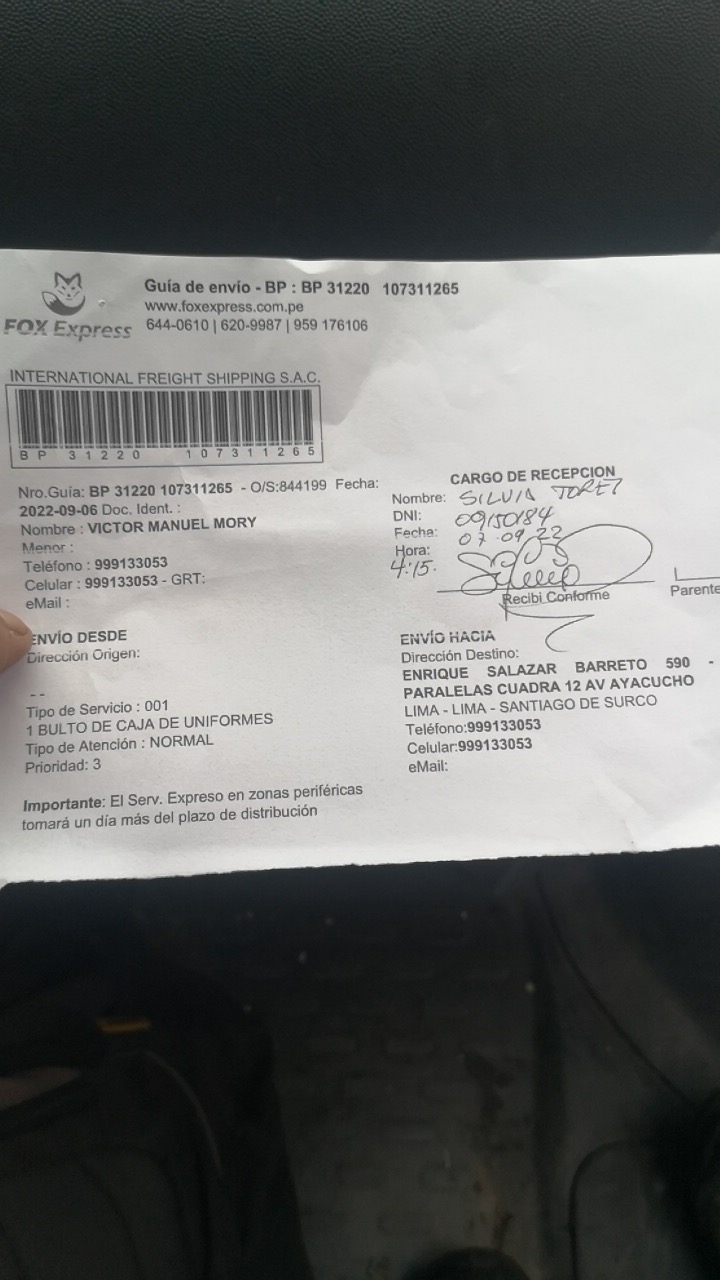 FOX Express
Guía de envío - BP : BP 31220 107311265
www.foxexpress.com.pe
644-0610 | 620-9987 | 959 176106
INTERNATIONAL FREIGHT SHIPPING S.A.C.
BP 31220 107311265
Nro.Guía: BP 31220 107311265 - O/S:844199 Fecha:
2022-09-06 Doc. Ident. :
Nombre : VICTOR MANUEL MORY
Menor :
Teléfono : 999133053
Celular : 999133053 - GRT:
eMail :
CARGO DE RECEPCION
Nombre: SILVIA
DNI: 09150184
Fecha: 07.09.22
Hora:
4:15.
Recibi Conforme
Parente
ENVÍO DESDE
Dirección Origen:
- -
Tipo de Servicio : 001
1 BULTO DE CAJA DE UNIFORMES
Tipo de Atención : NORMAL
Prioridad: 3
ENVÍO HACIA
Dirección Destino:
ENRIQUE SALAZAR BARRETO 590 -
PARALELAS CUADRA 12 AV AYACUCHO
LIMA - LIMA - SANTIAGO DE SURCO
Teléfono:999133053
Celular:999133053
eMail:
Importante: El Serv. Expreso en zonas periféricas
tomará un día más del plazo de distribución